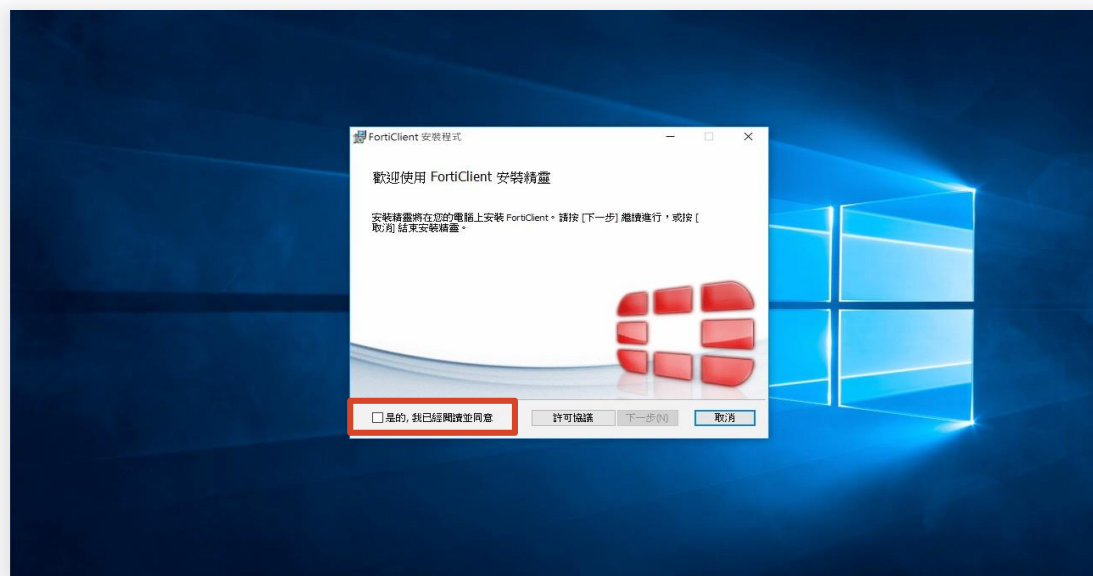 FortiClient 安裝程式
歡迎使用 FortiClient 安裝精靈
安裝精靈將在您的電腦上安裝 FortiClient。請按 [下一步] 繼續進行，或按 [
取消] 結束安裝精靈。
是的, 我已經閱讀並同意
許可協議
下一步(N)
取消